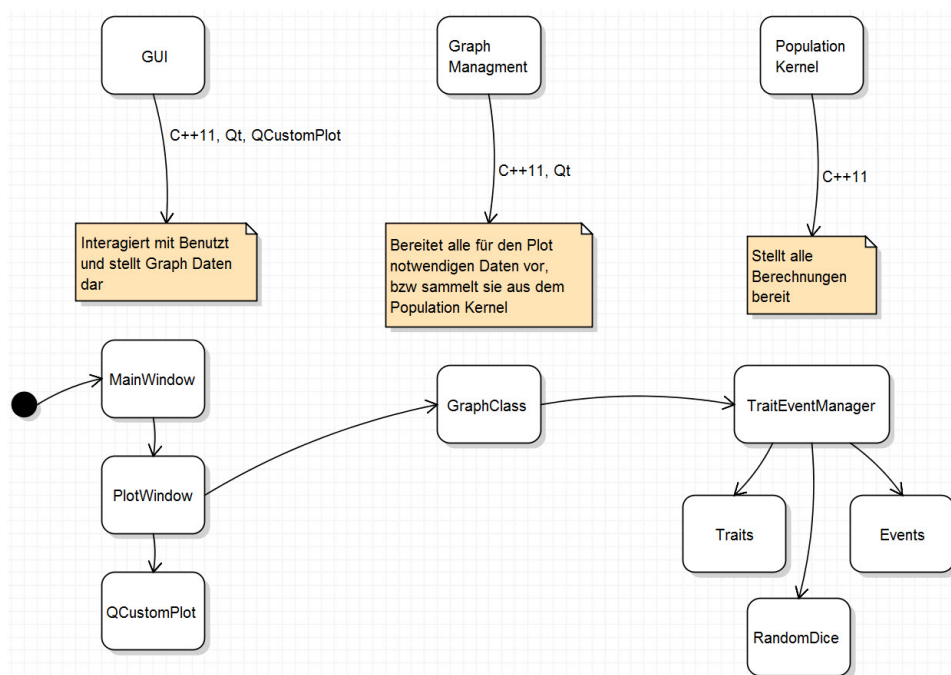 GUI
Graph
Managment
Population
Kernel
C++11, Qt, QCustomPlot
C++11, Qt
C++11
Interagiert mit Benutzt
und stellt Graph Daten
dar
Bereitet alle für den Plot
notwendigen Daten vor,
bzw sammelt sie aus dem
Population Kernel
Stellt alle
Berechnungen
bereit
MainWindow
GraphClass
TraitEventManager
PlotWindow
Traits
Events
QCustomPlot
RandomDice